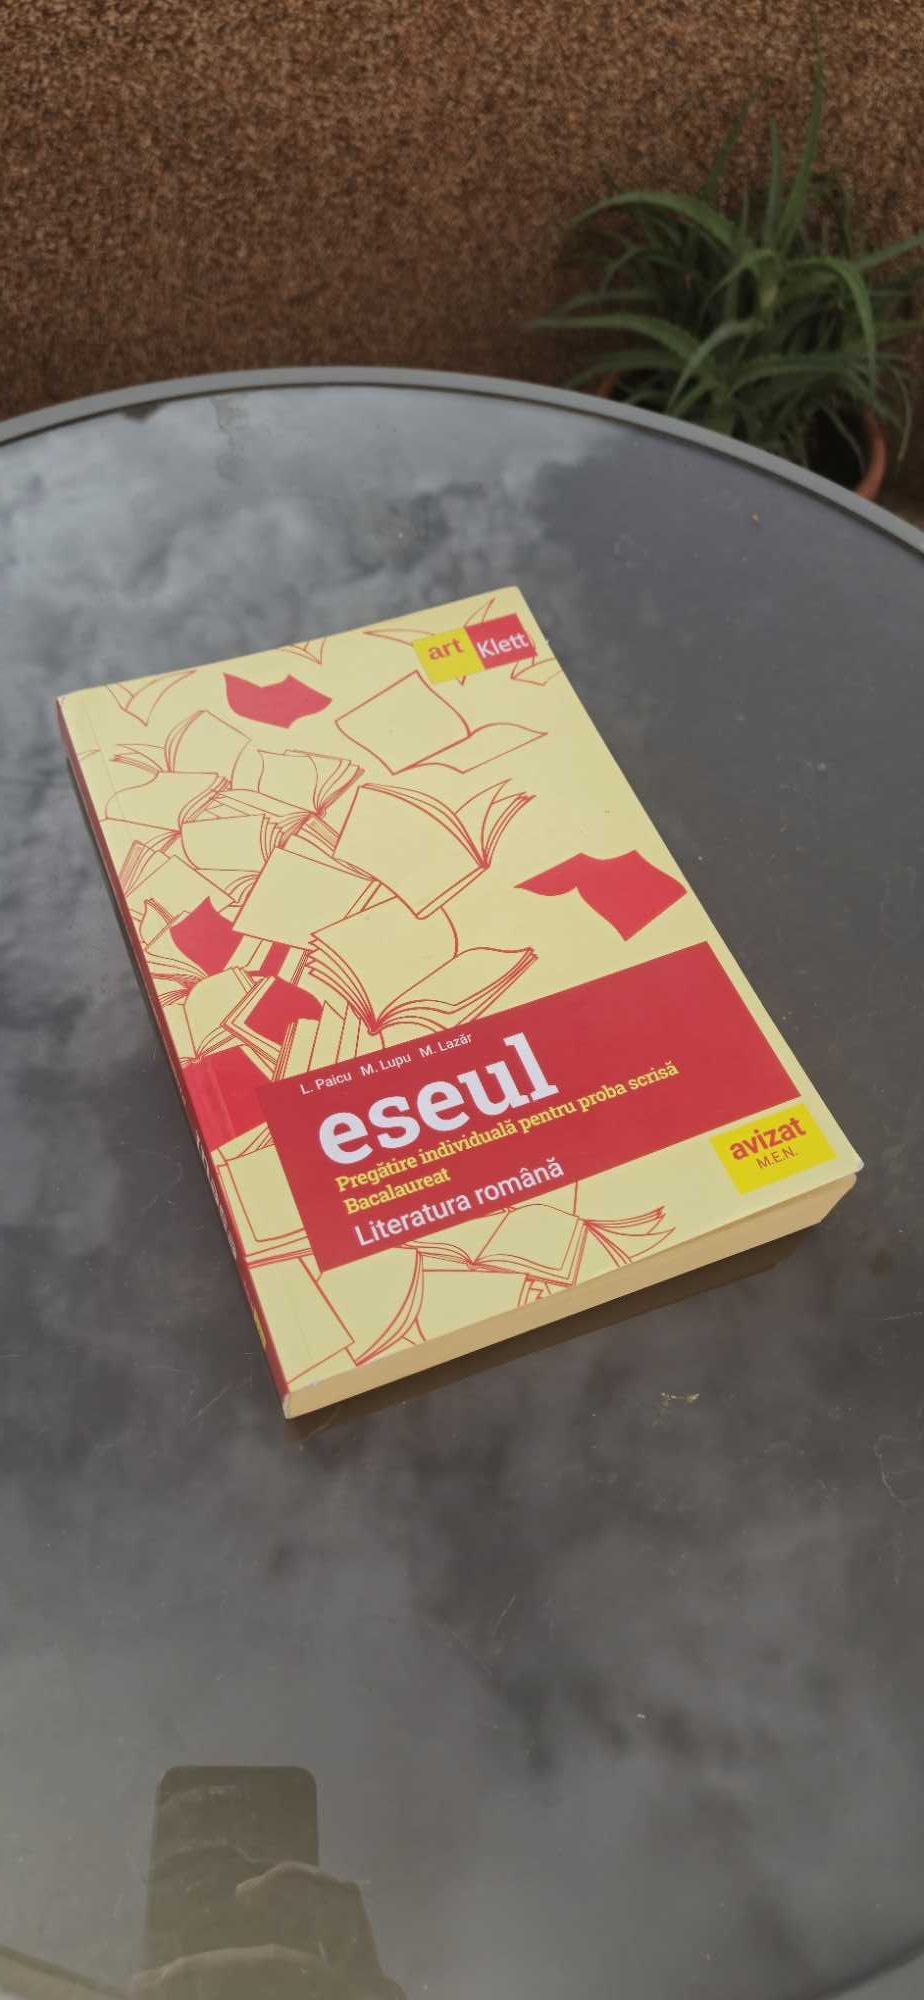 art Klett
L. Paicu M. Lupu M. Lazăr
eseul
Pregătire individuală pentru proba scrisă
Bacalaureat
Literatura română
avizat
M.E.N.